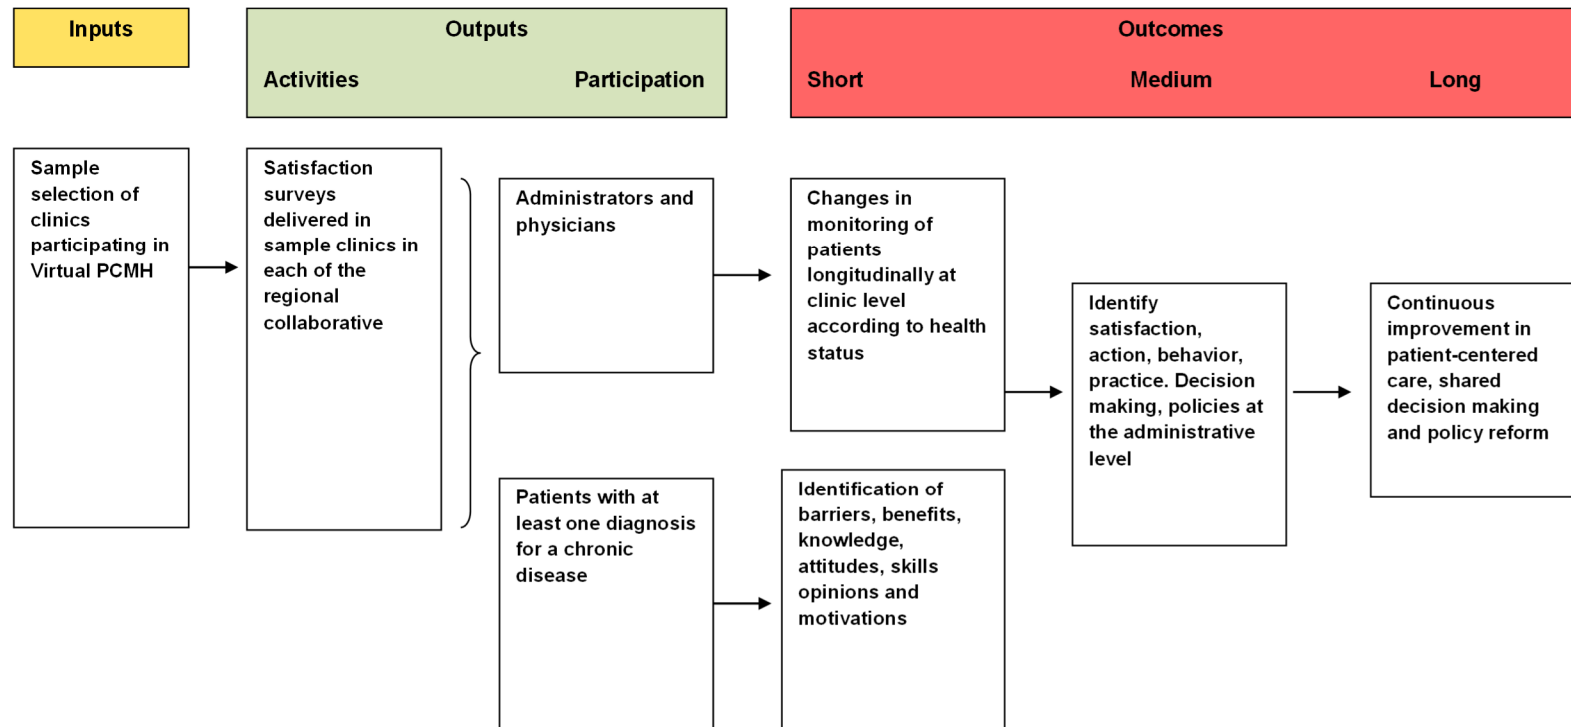 Inputs
Outputs
Activities
Participation
Outcomes
Short
Medium
Long
Sample
selection of
clinics
participating in
Virtual PCMH
Satisfaction
surveys
delivered in
sample clinics in
each of the
regional
collaborative
Administrators and
physicians
Patients with at
least one diagnosis
for a chronic
disease
Changes in
monitoring of
patients
longitudinally at
clinic level
according to health
status
Identification of
barriers, benefits,
knowledge,
attitudes, skills
opinions and
motivations
Identify
satisfaction,
action, behavior,
practice. Decision
making, policies at
the administrative
level
Continuous
improvement in
patient-centered
care, shared
decision making
and policy reform